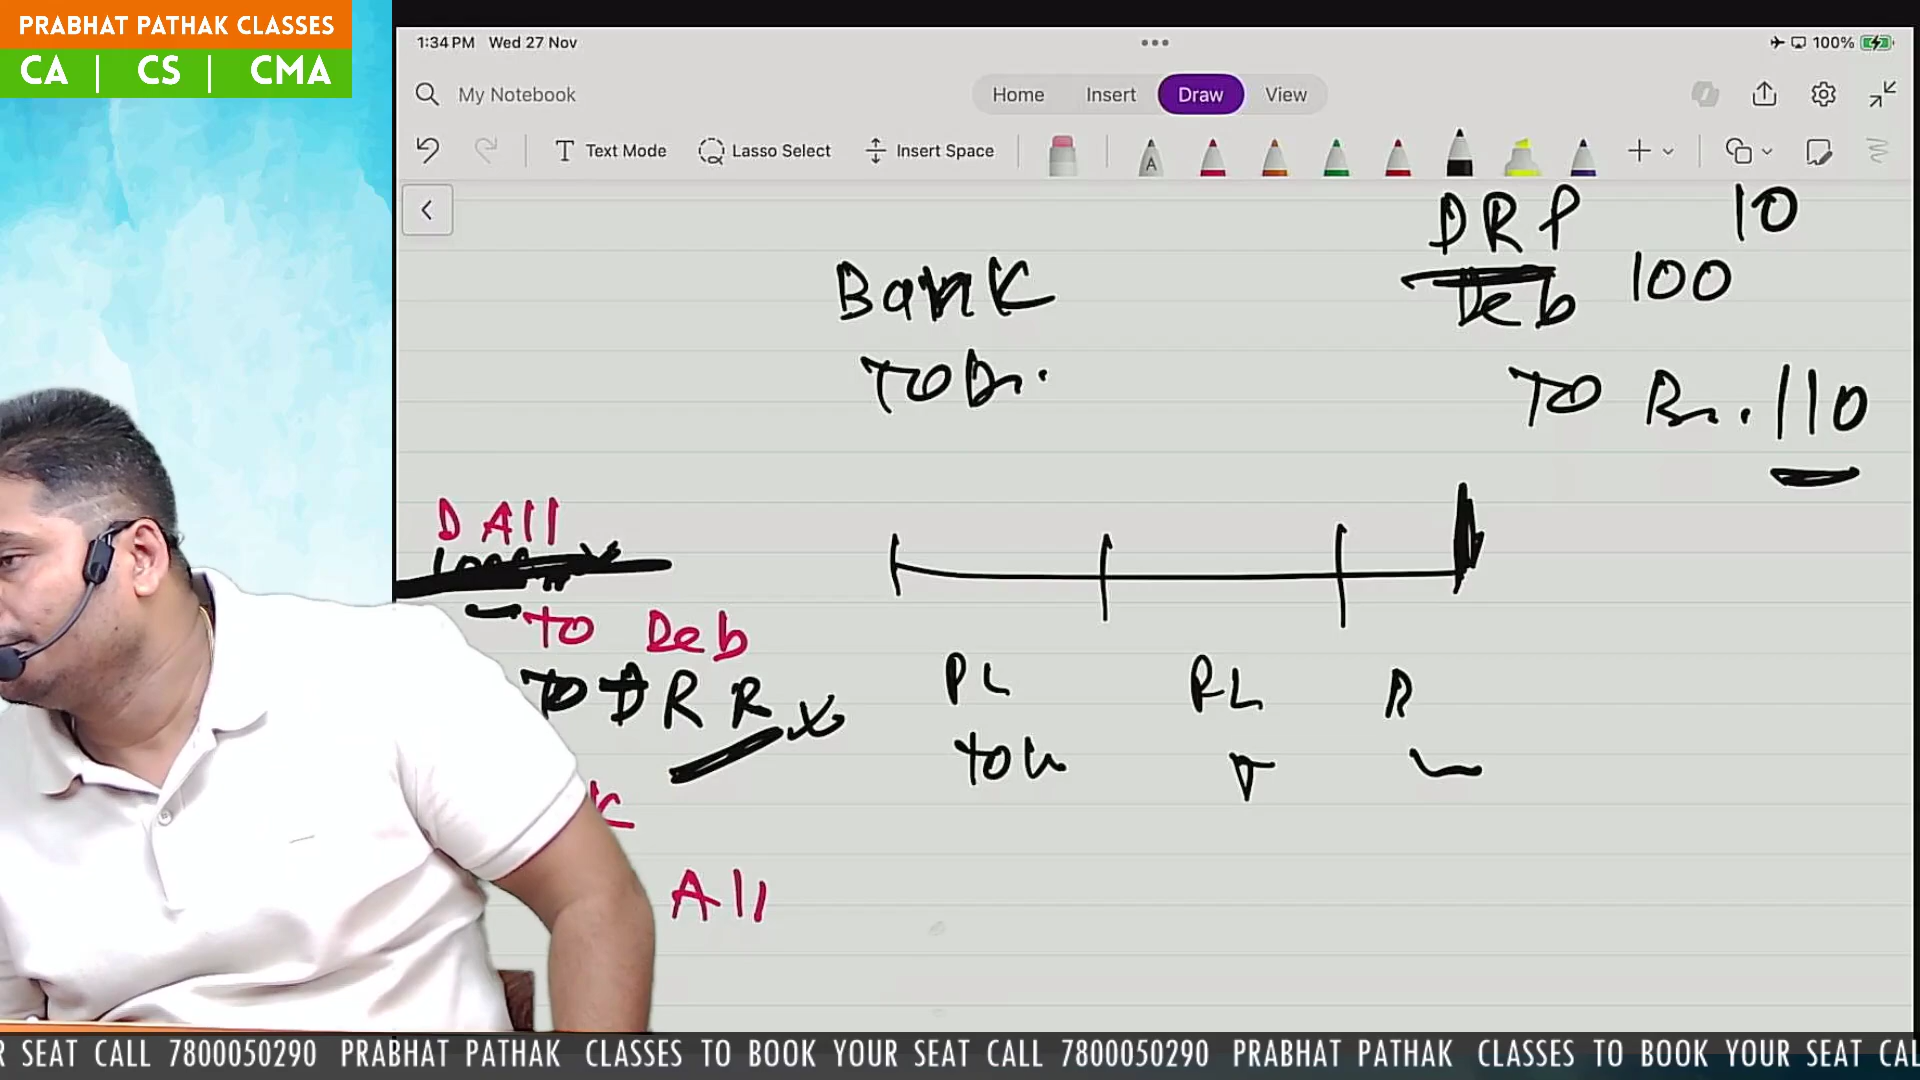 PRABHAT PATHAK CLASSES
CA | CS | CMA
1:34 PM Wed 27 Nov
100%
My Notebook
Home Insert Draw View
Text Mode Lasso Select Insert Space
A
DRP 10
Deb 100
Bank
To
To 110
D All
To Deb
To DRR
PL RL
To
K
All
R SEAT CALL 7800050290 PRABHAT PATHAK CLASSES TO BOOK YOUR SEAT CALL 7800050290 PRABHAT PATHAK CLASSES TO BOOK YOUR SEAT CAL